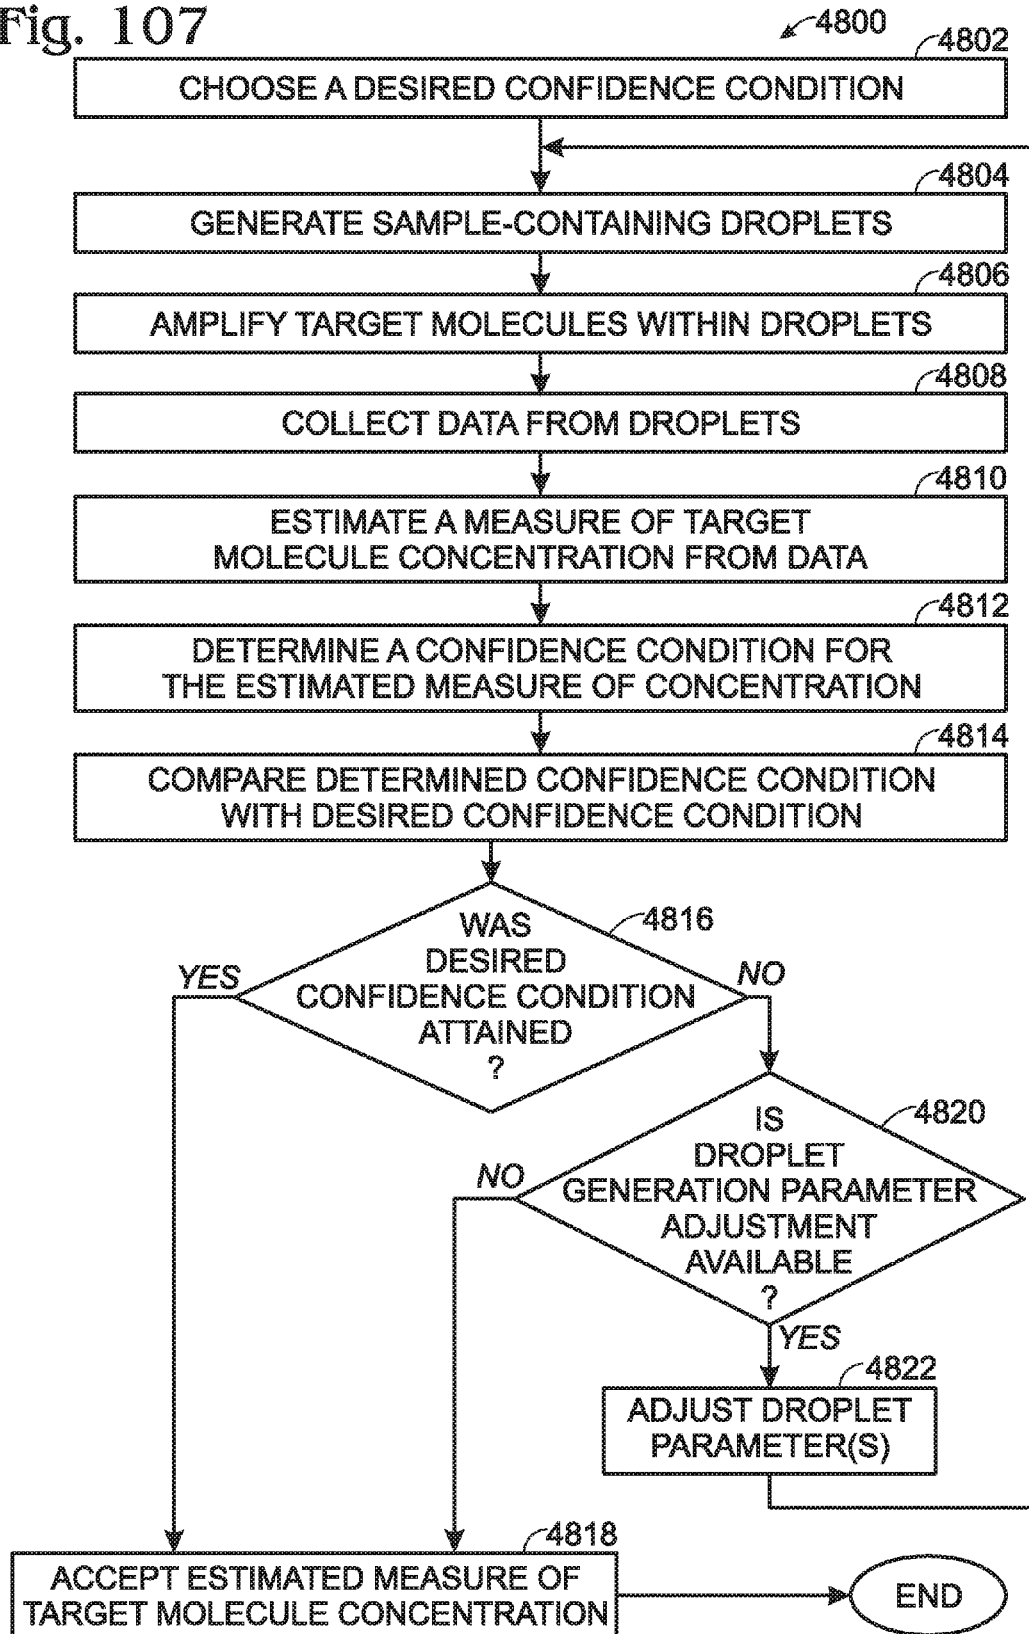 Fig. 107
4800
4802
CHOOSE A DESIRED CONFIDENCE CONDITION
4804
GENERATE SAMPLE-CONTAINING DROPLETS
4806
AMPLIFY TARGET MOLECULES WITHIN DROPLETS
4808
COLLECT DATA FROM DROPLETS
4810
ESTIMATE A MEASURE OF TARGET
MOLECULE CONCENTRATION FROM DATA
4812
DETERMINE A CONFIDENCE CONDITION FOR
THE ESTIMATED MEASURE OF CONCENTRATION
4814
COMPARE DETERMINED CONFIDENCE CONDITION
WITH DESIRED CONFIDENCE CONDITION
4816
WAS
DESIRED
CONFIDENCE CONDITION
ATTAINED
?
YES
NO
4820
IS
DROPLET
GENERATION PARAMETER
ADJUSTMENT
AVAILABLE
?
NO
YES
4822
ADJUST DROPLET
PARAMETER(S)
4818
ACCEPT ESTIMATED MEASURE OF
TARGET MOLECULE CONCENTRATION
END